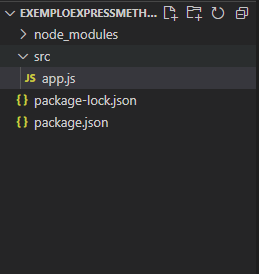 EXEMPLOEXPRESSMETH...
node_modules
src
JS app.js
{} package-lock.json
{} package.json